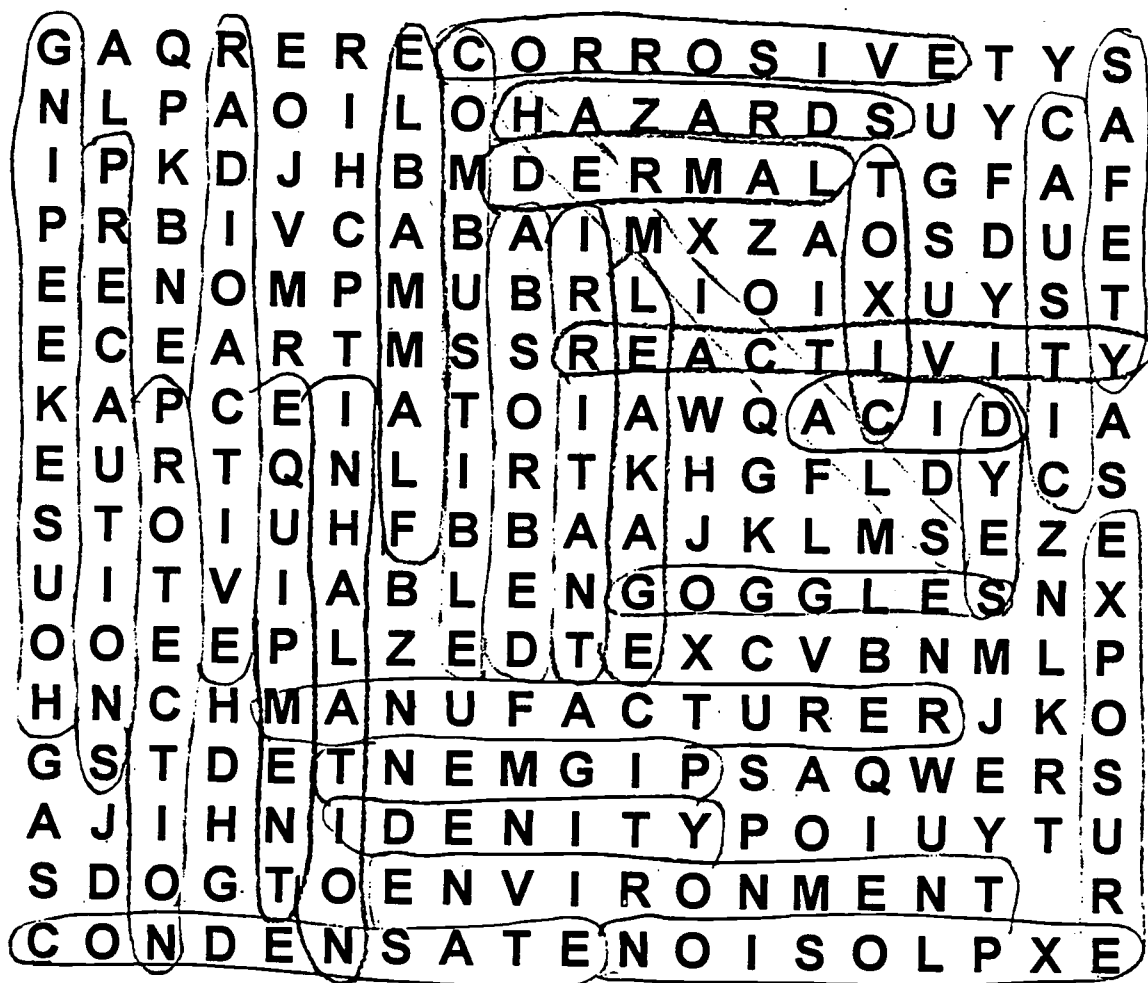 G A Q R E R E C O R R O S I V E T Y S
N L P A O I L O H A Z A R D S U Y C A
I P K D J H B M D E R M A L T G F A F
P R B I V C A B A I M X Z A O S D U E
E E N O M P M U B R L I O I X U Y S T
E C E A R T M S S R E A C T I V I T Y
K A P C E I A T O I A W Q A C I D I A
E U R T Q N L I R T K H G F L D Y C S
S T O I U H F B B A A J K L M S E Z E
U I T V I A B L E N G O G G L E S N X
O O E E P L Z E D T E X C V B N M L P
H N C H M A N U F A C T U R E R J K O
G S T D E T N E M G I P S A Q W E R S
A J I H N I D E N I T Y P O I U Y T U
S D O G T O E N V I R O N M E N T R
C O N D E N S A T E N O I S O L P X E